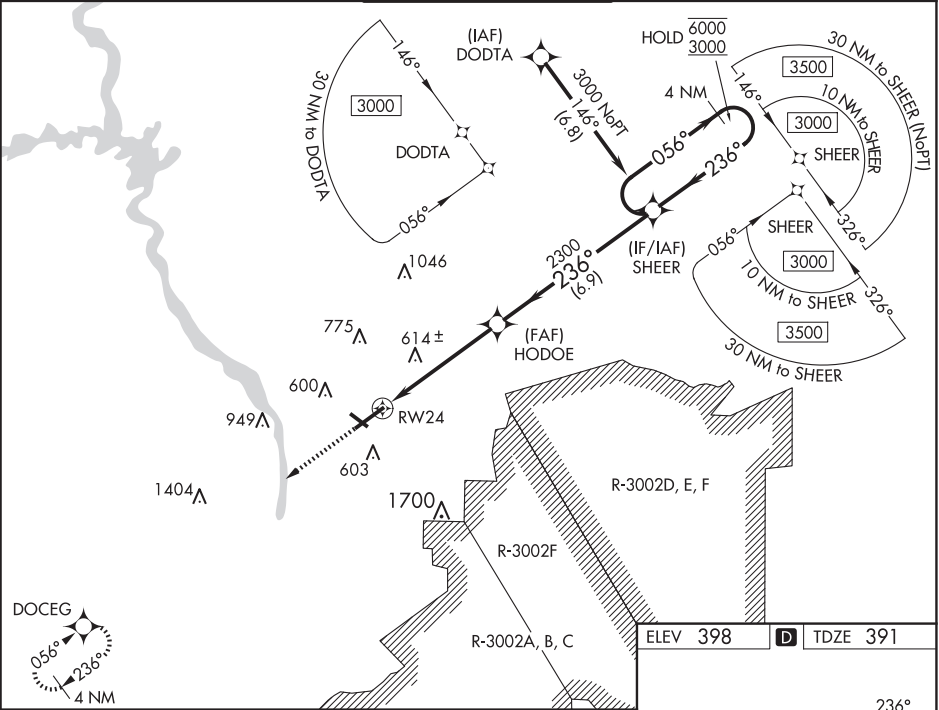 (IAF)
DODTA
HOLD 6000
3000
30 NM to SHEER (NoPT)
3500
146°
146°
30 NM to DODTA
3000
DODTA
056°
3000 NoPT
146°
(6.8)
4 NM
056°
236°
10 NM to SHEER
3000
SHEER
326°
SHEER
056°
3000
10 NM to SHEER
326°
3500
30 NM to SHEER
(IF/IAF)
SHEER
2300
236°
(6.9)
1046
775
614 ±
(FAF)
HODOE
600
949
RW24
603
1404
1700
R-3002D, E, F
R-3002F
R-3002A, B, C
DOCEG
056°
236°
4 NM
ELEV 398 D TDZE 391
236°